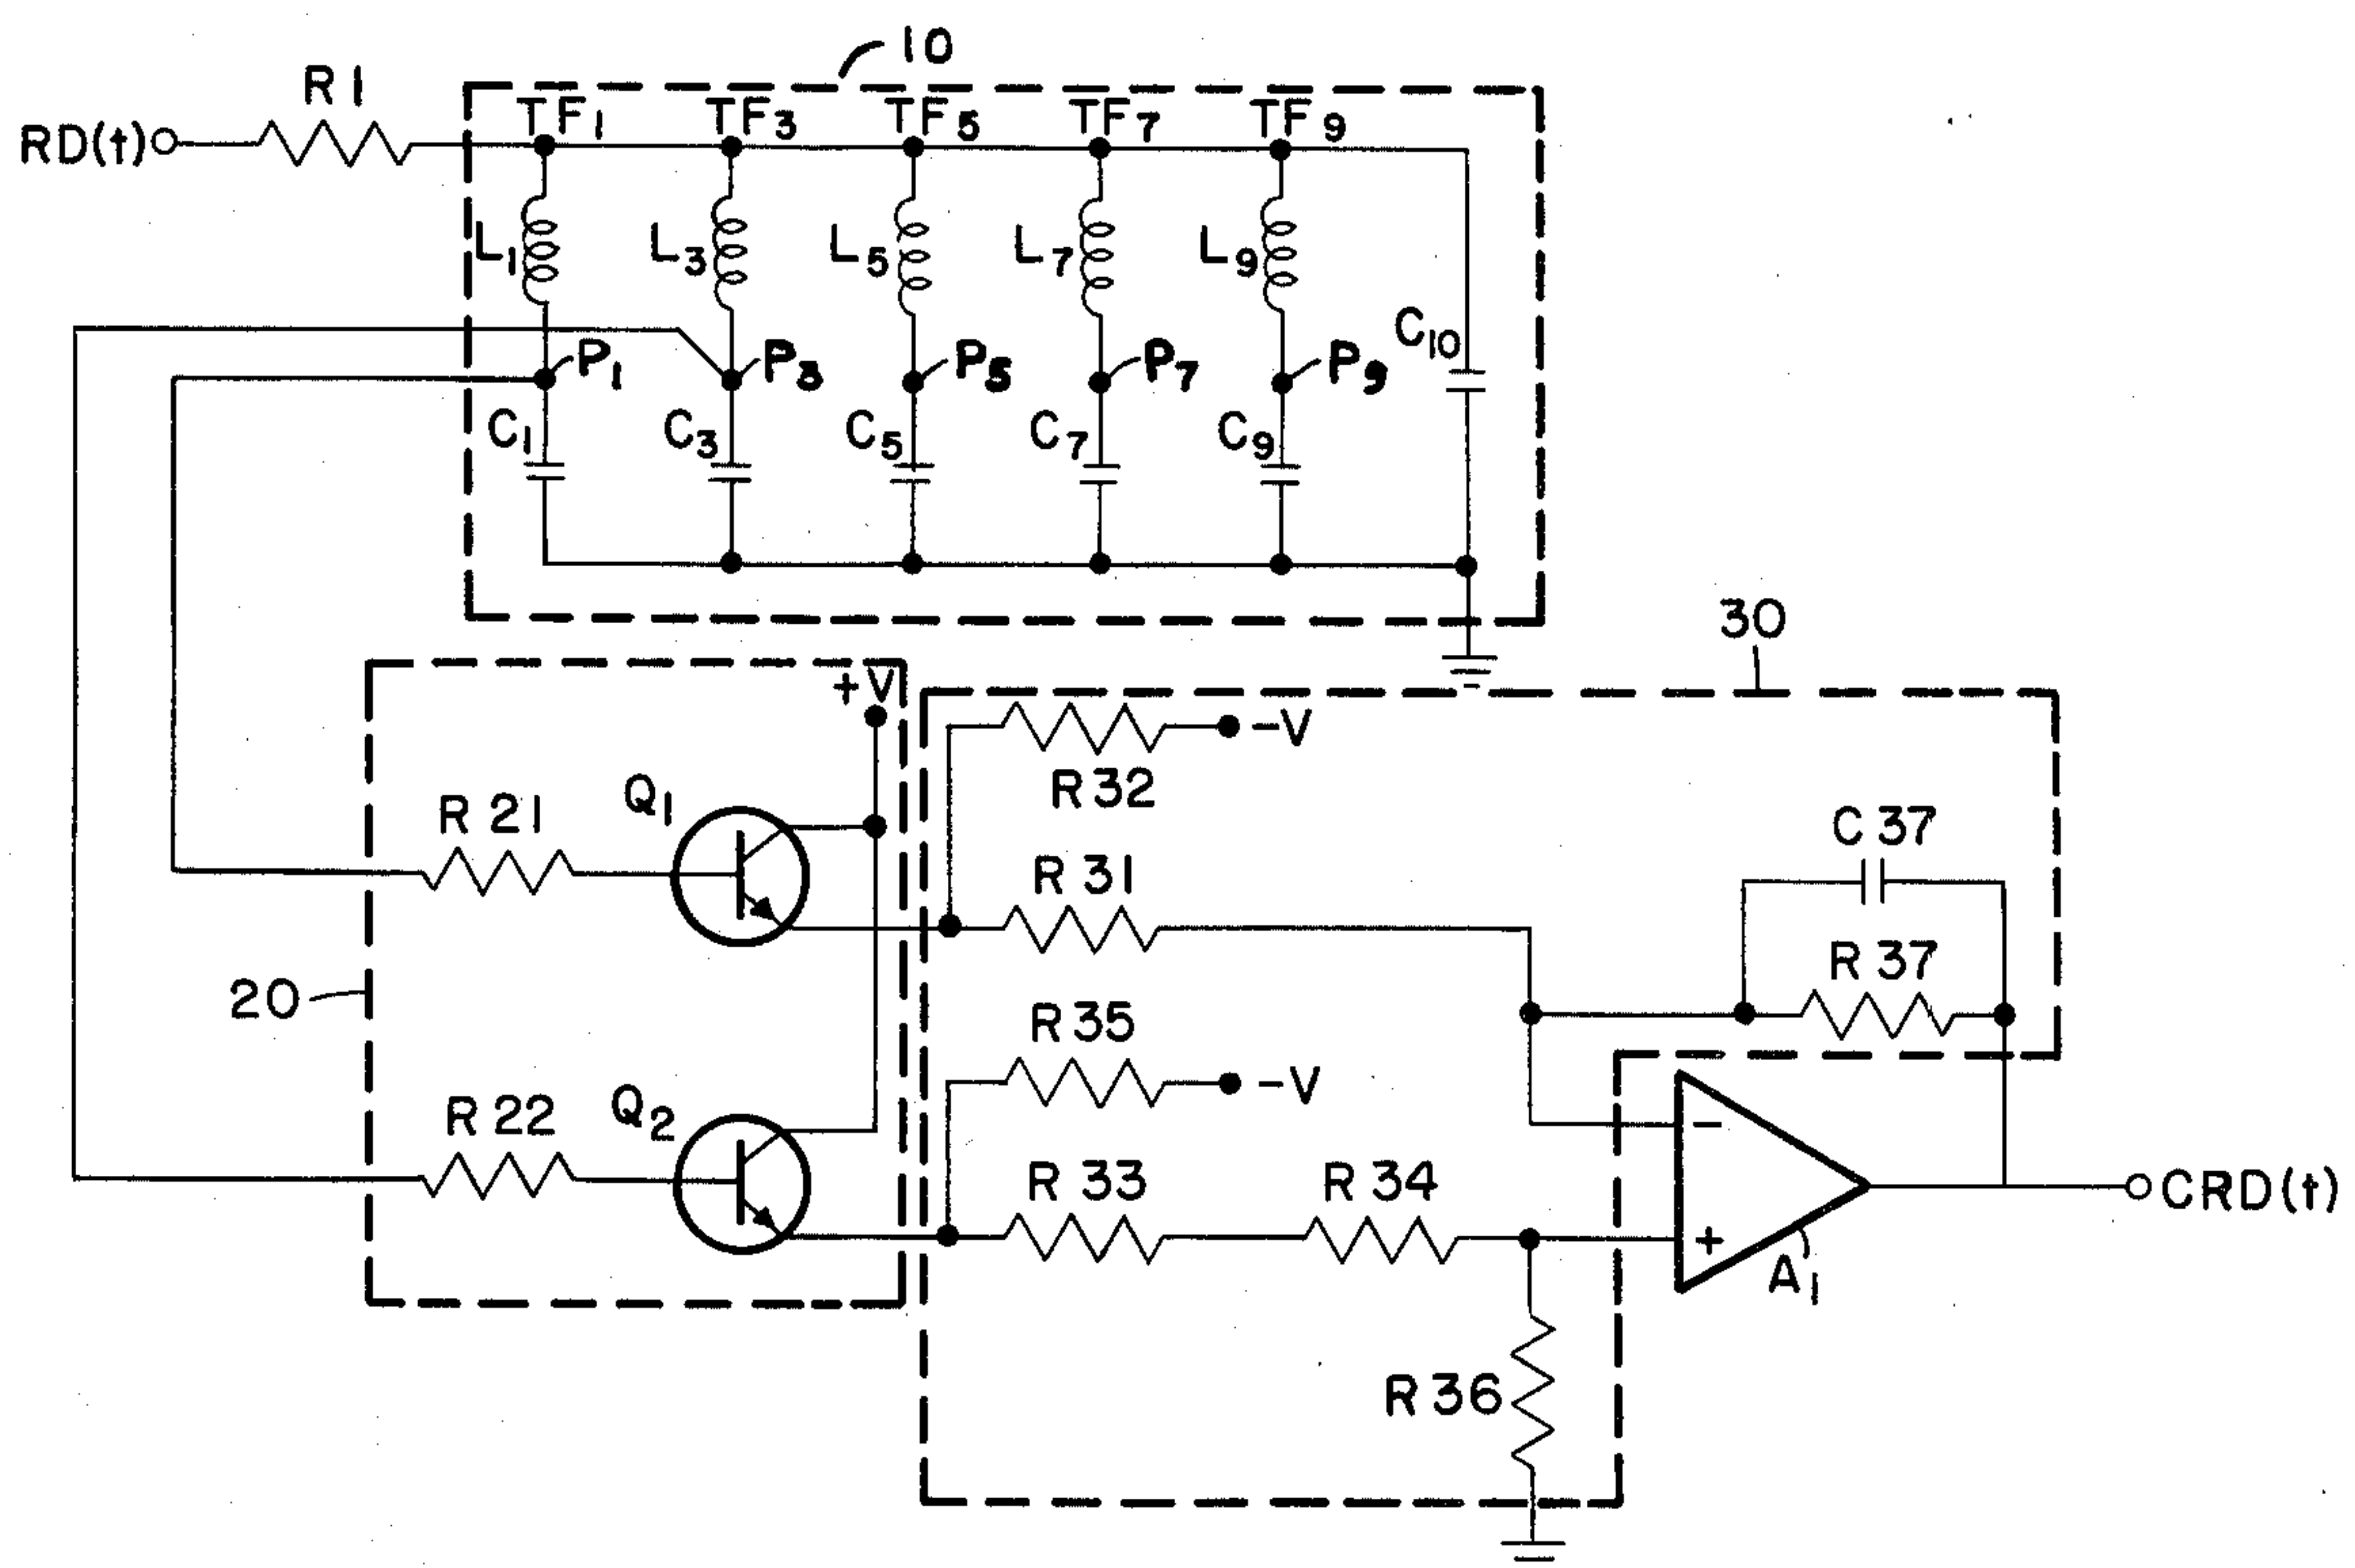 10
R1
RD(t)
TF1 TF3 TF5 TF7 TF9
L1 L3 L5 L7 L9
C10
P1 P3 P5 P7 P9
C1 C3 C5 C7 C9
30
+V
-V
R32
Q1
R21
C37
R31
R37
20
R35
-V
Q2
R22
R33 R34
-
+
CRD(t)
A1
R36